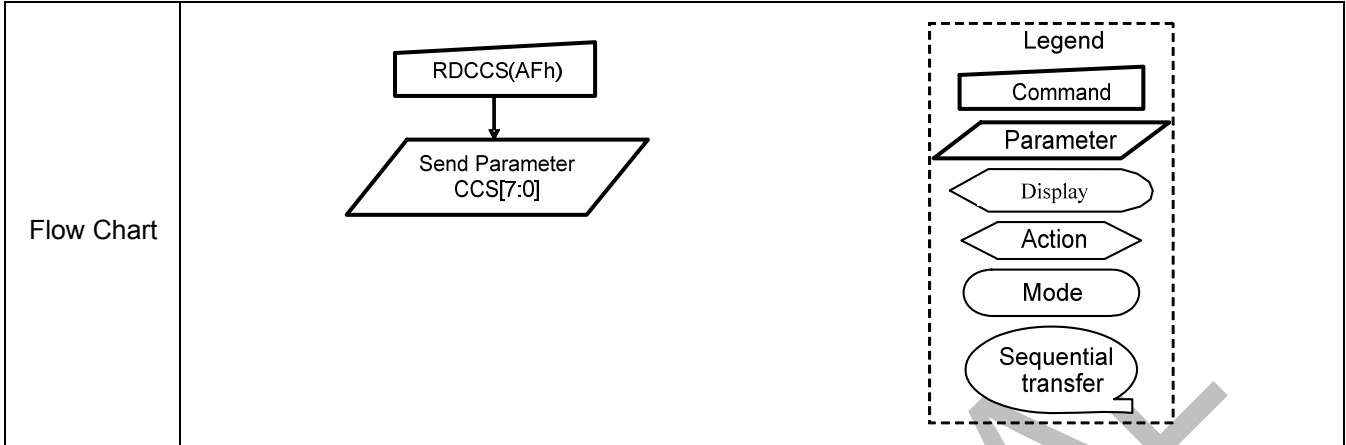 Flow Chart
RDCCS(AFh)
Send Parameter
CCS[7:0]
Legend
Command
Parameter
Display
Action
Mode
Sequential
transfer